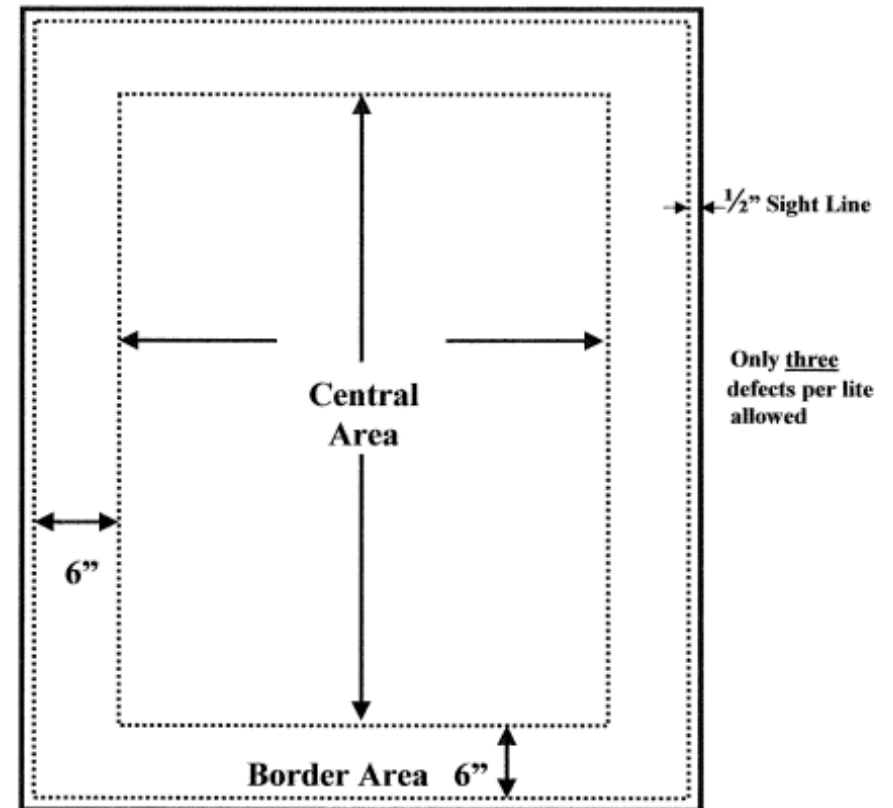 ½” Sight Line
Only three
defects per lite
allowed
Central
Area
6”
Border Area 6”